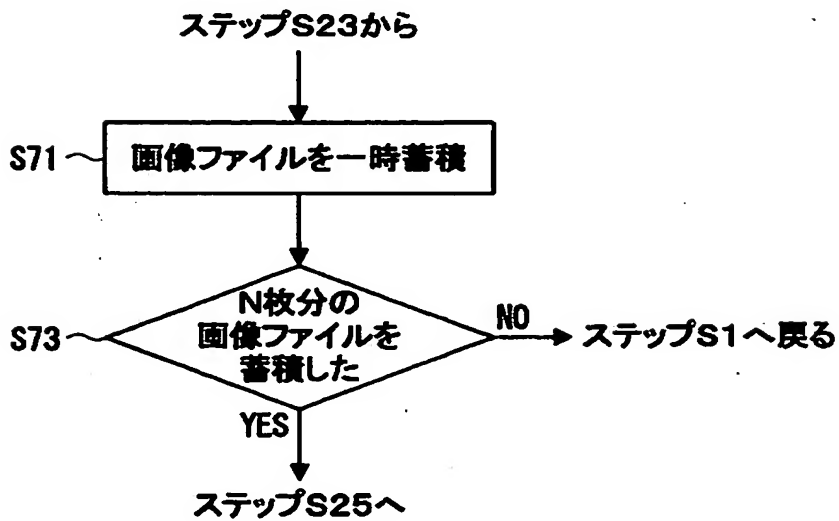 ステップS23から
S71 画像ファイルを一時蓄積
N枚分の
S73 画像ファイルを
蓄積した
NO ステップS1へ戻る
YES
ステップS25へ